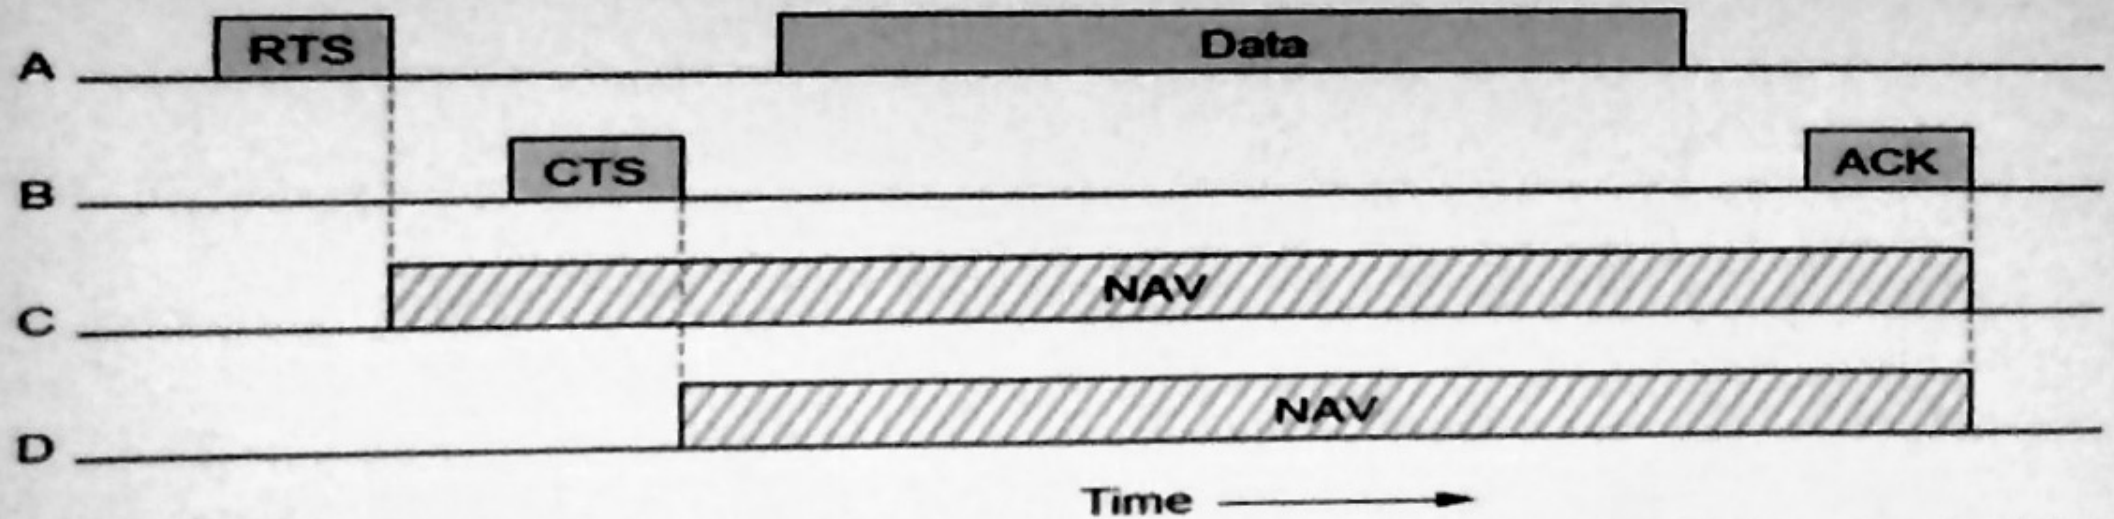 A RTS Data
B CTS ACK
C NAV
D NAV
Time